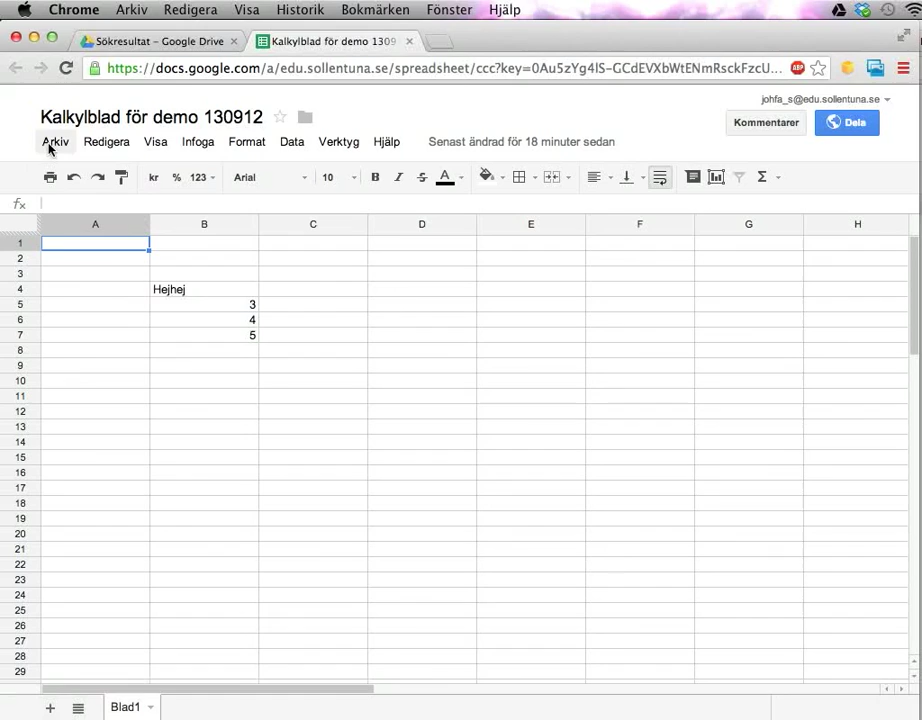 Chrome Arkiv Redigera Visa Historik Bokmärken Fönster Hjälp
Sökresultat – Google Drive × Kalkylblad för demo 1309 ×
https://docs.google.com/a/edu.sollentuna.se/spreadsheet/ccc?key=0Au5zYg4lS-GCdEVXbWtENmRsckFzcU... ABP
johfa_s@edu.sollentuna.se
Kalkylblad för demo 130912
Kommentarer Dela
Arkiv Redigera Visa Infoga Format Data Verktyg Hjälp Senast ändrad för 18 minuter sedan
kr % 123 Arial 10 B I S A Σ
fx
A B C D E F G H
1
2
3
4 Hejhej
5 3
6 4
7 5
8
9
10
11
12
13
14
15
16
17
18
19
20
21
22
23
24
25
26
27
28
29
+ Blad1